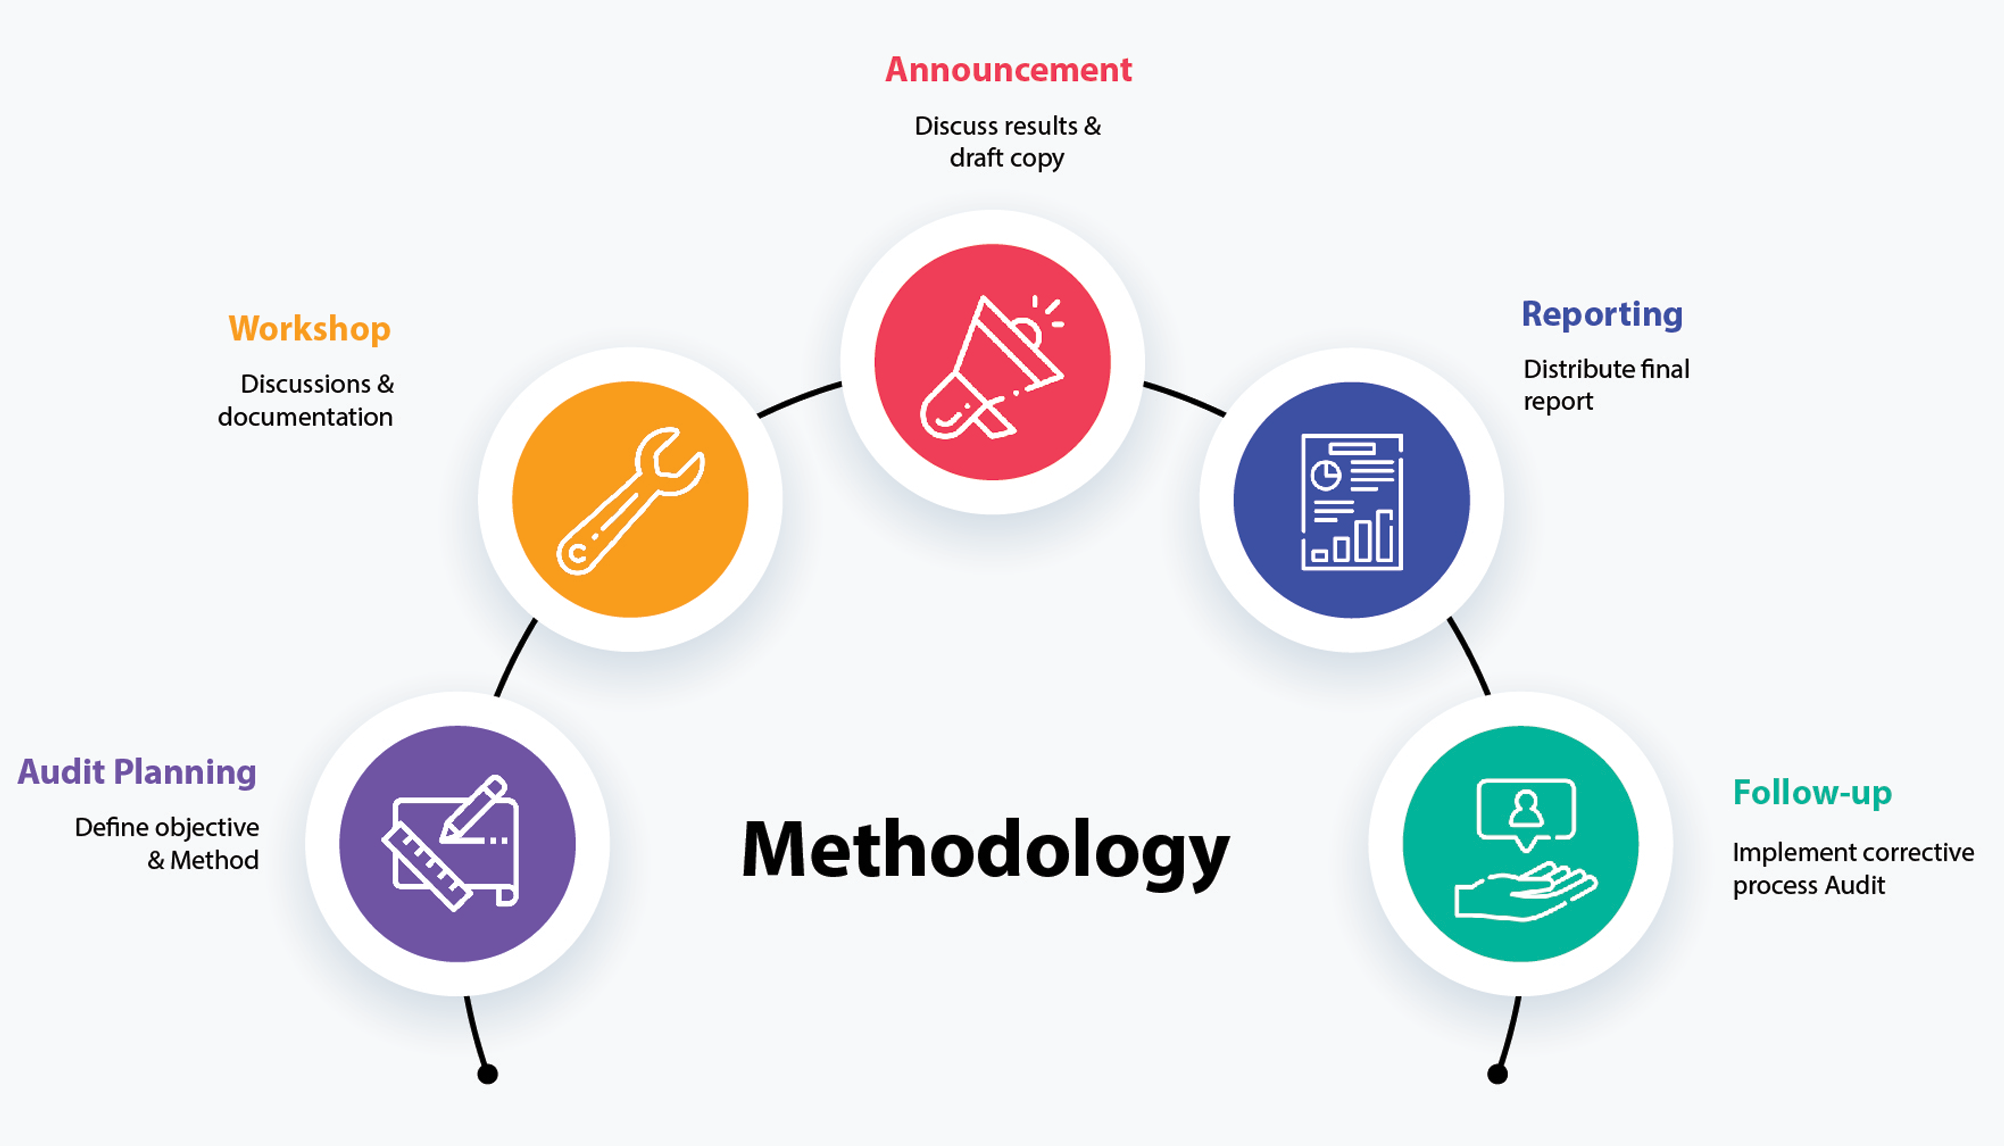 Announcement
Discuss results &
draft copy
Workshop
Discussions &
documentation
Reporting
Distribute final
report
Audit Planning
Define objective
& Method
Methodology
Follow-up
Implement corrective
process Audit